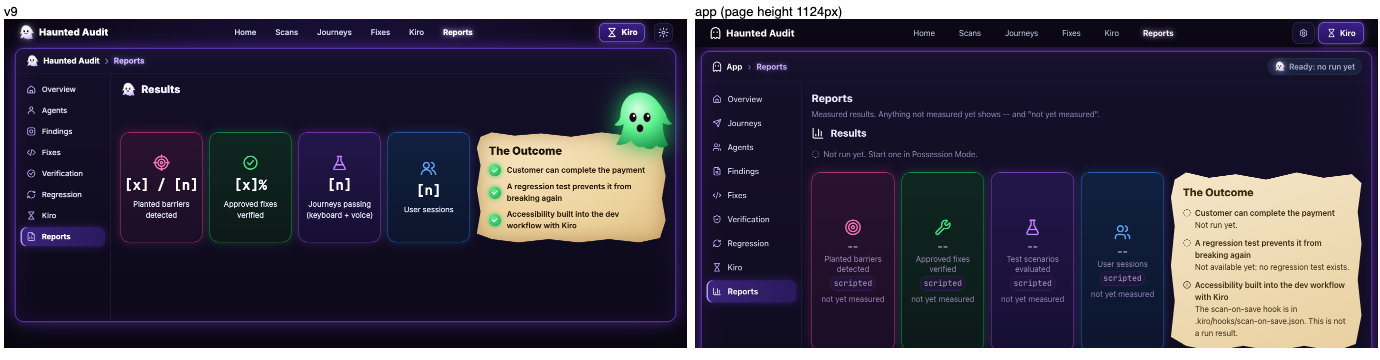 v9
Haunted Audit
Home
Scans
Journeys
Fixes
Kiro
Reports
Kiro
Haunted Audit › Reports
Overview
Agents
Findings
Fixes
Verification
Regression
Kiro
Reports
Results
[x] / [n]
Planted barriers
detected
[x]%
Approved fixes
verified
[n]
Journeys passing
(keyboard + voice)
[n]
User sessions
The Outcome
Customer can complete the payment
A regression test prevents it from
breaking again
Accessibility built into the dev
workflow with Kiro
app (page height 1124px)
Haunted Audit
Home
Scans
Journeys
Fixes
Kiro
Reports
Kiro
App › Reports
Ready: no run yet
Overview
Journeys
Agents
Findings
Fixes
Verification
Regression
Kiro
Reports
Reports
Measured results. Anything not measured yet shows -- and "not yet measured".
Results
Not run yet. Start one in Possession Mode.
--
Planted barriers
detected
scripted
not yet measured
--
Approved fixes
verified
scripted
not yet measured
--
Test scenarios
evaluated
scripted
not yet measured
--
User sessions
scripted
not yet measured
The Outcome
Customer can complete the payment
Not run yet.
A regression test prevents it from
breaking again
Not available yet: no regression test exists.
Accessibility built into the dev workflow
with Kiro
The scan-on-save hook is in
.kiro/hooks/scan-on-save.json. This is not
a run result.